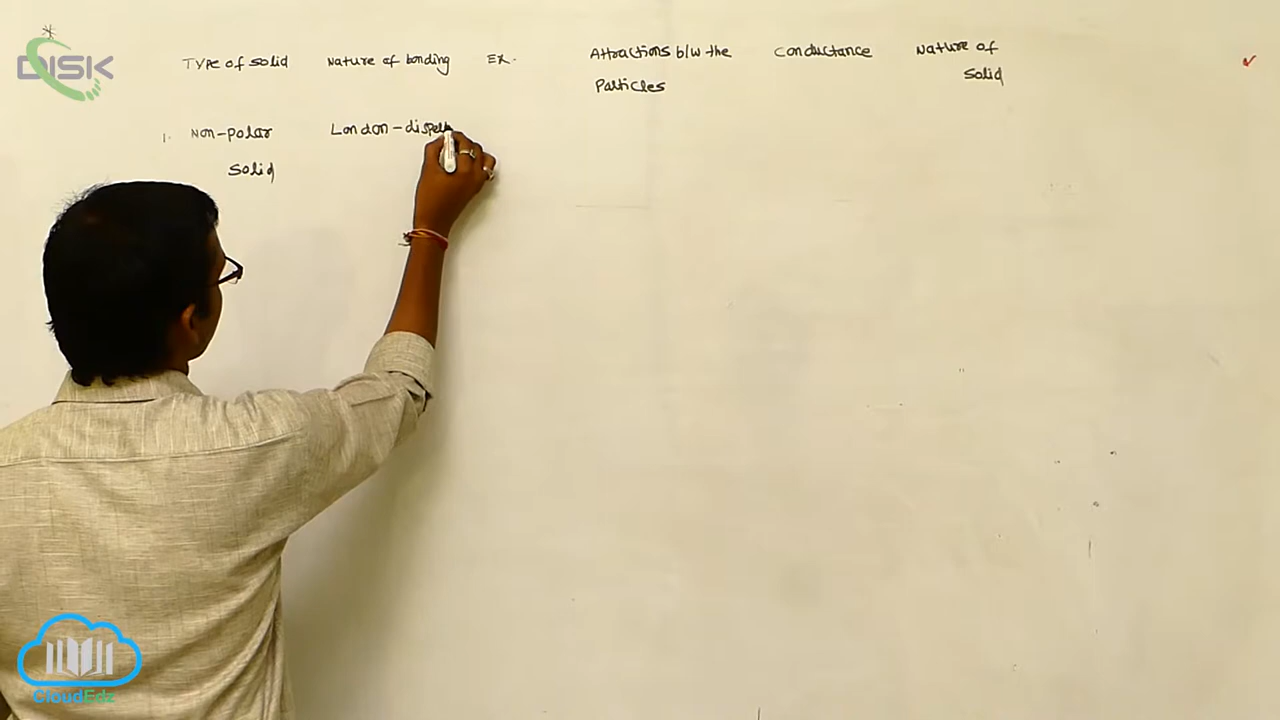 *
DISK
TYPE of Solid Nature of bonding Ex. Attractions b/w the Particles Conductance Nature of Solid
1. Non-polar Solid London-dispe
CloudEdz